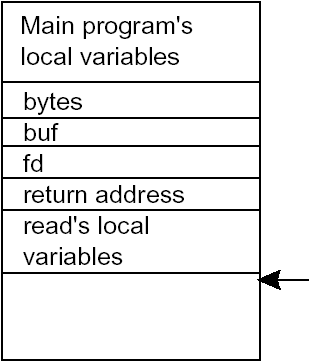 Main program's
local variables
bytes
buf
fd
return address
read's local
variables